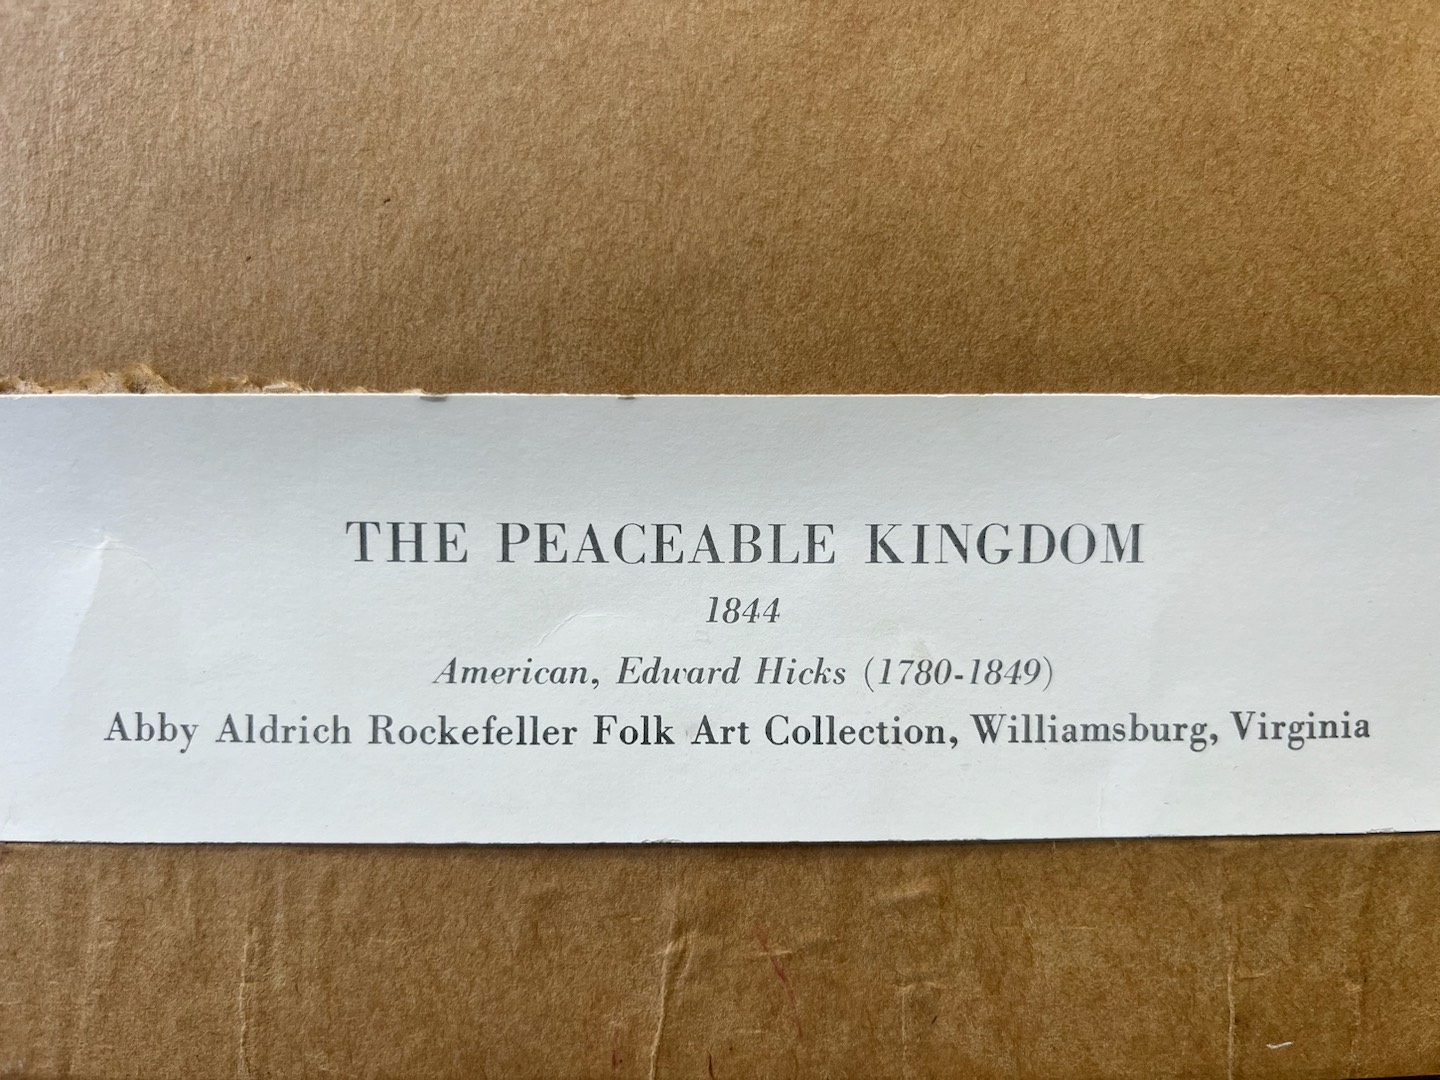 THE PEACEABLE KINGDOM
1844
American, Edward Hicks (1780-1849)
Abby Aldrich Rockefeller Folk Art Collection, Williamsburg, Virginia